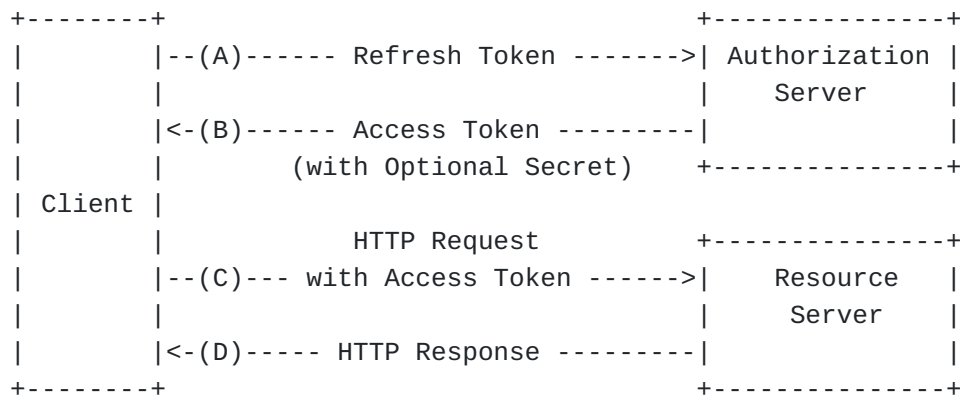 +--------+                                   +---------------+
|        |--(A)------ Refresh Token ------->| Authorization |
|        |                                   |     Server    |
|        |<-(B)------ Access Token ---------|               |
|        |        (with Optional Secret)    +---------------+
| Client |
|        |            HTTP Request          +---------------+
|        |--(C)--- with Access Token ------>|    Resource   |
|        |                                   |     Server    |
|        |<-(D)----- HTTP Response ---------|               |
+--------+                                   +---------------+